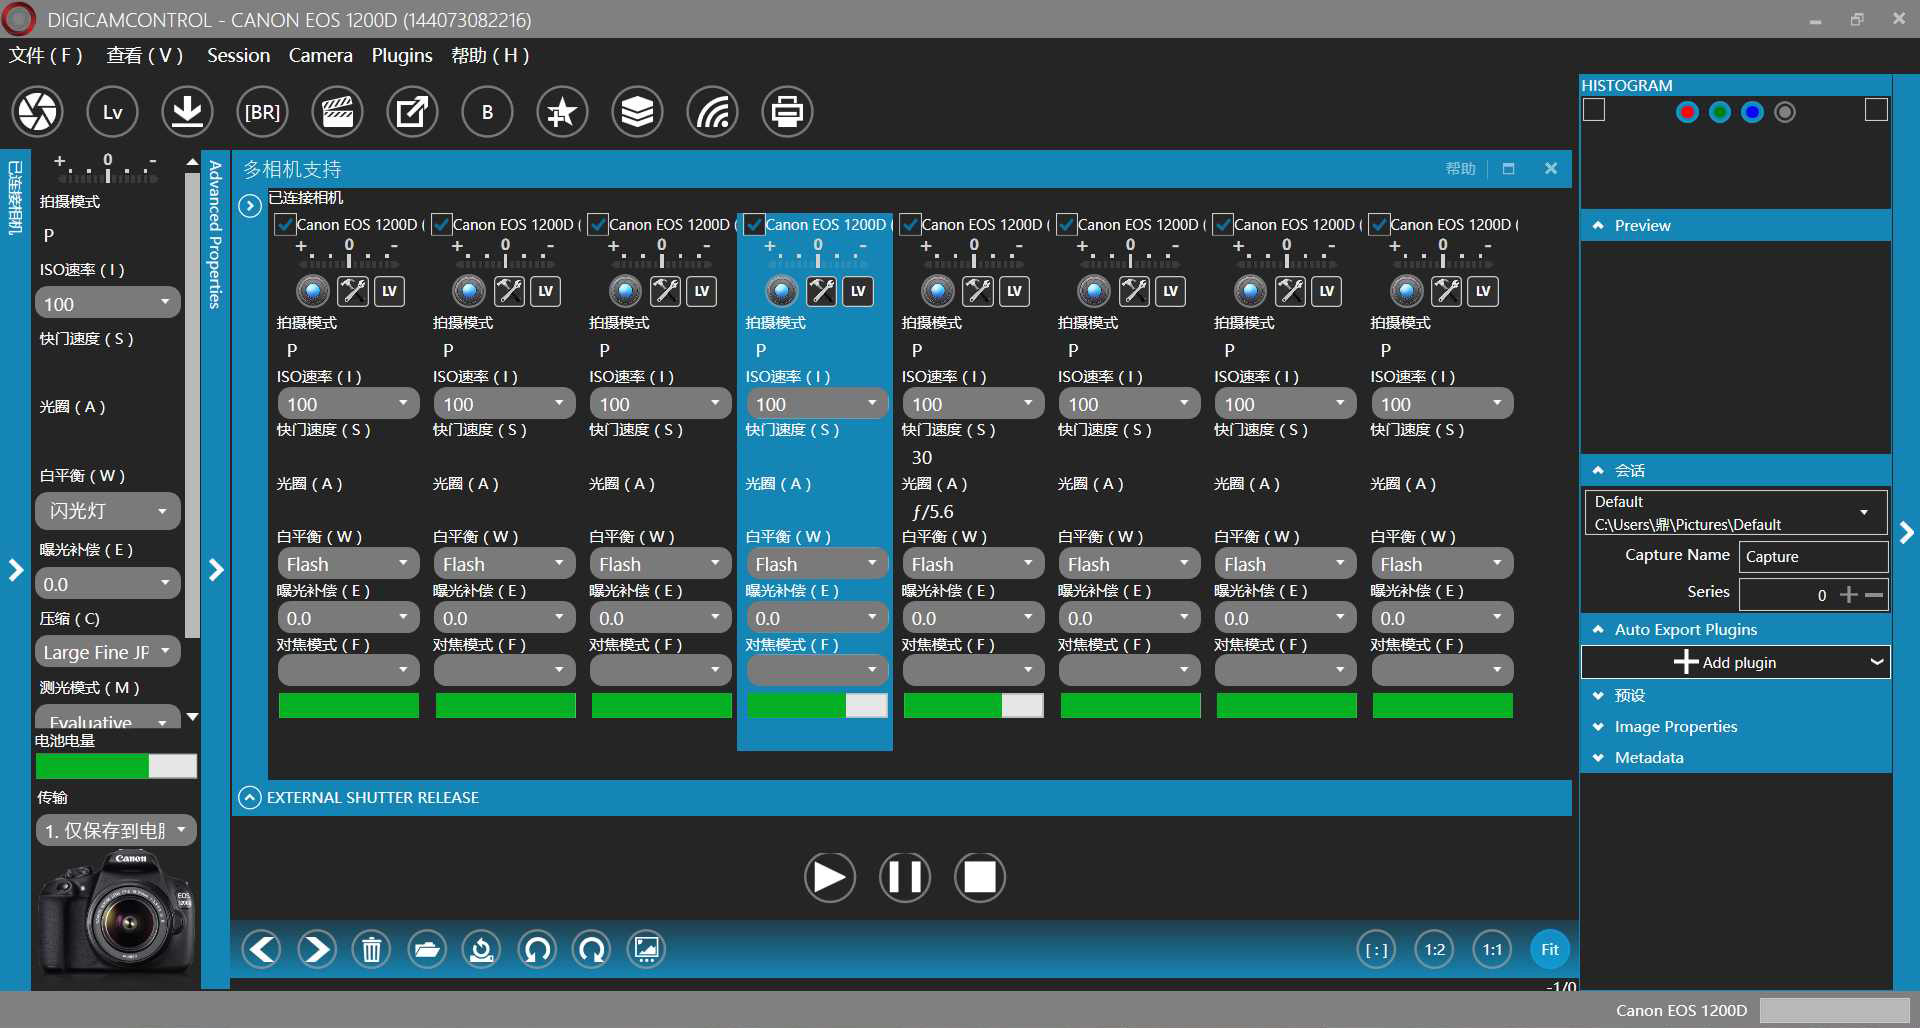 DIGICAMCONTROL - CANON EOS 1200D (144073082216)
文件 ( F ) 查看 ( V ) Session Camera Plugins 帮助 ( H )
Lv [BR] B
已连接相机
+ 0 -
拍摄模式
P
ISO速率 ( I )
100
快门速度 ( S )
光圈 ( A )
白平衡 ( W )
闪光灯
曝光补偿 ( E )
0.0
压缩 ( C)
Large Fine JP
测光模式 ( M )
Evaluative
电池电量
传输
1. 仅保存到电脑
Canon
EOS
1200D
Advanced Properties
多相机支持 帮助
已连接相机
Canon EOS 1200D ( Canon EOS 1200D ( Canon EOS 1200D ( Canon EOS 1200D ( Canon EOS 1200D ( Canon EOS 1200D ( Canon EOS 1200D ( Canon EOS 1200D (
+ 0 - + 0 - + 0 - + 0 - + 0 - + 0 - + 0 - + 0 -
LV LV LV LV LV LV LV LV
拍摄模式 拍摄模式 拍摄模式 拍摄模式 拍摄模式 拍摄模式 拍摄模式 拍摄模式
P P P P P P P P
ISO速率 ( I ) ISO速率 ( I ) ISO速率 ( I ) ISO速率 ( I ) ISO速率 ( I ) ISO速率 ( I ) ISO速率 ( I ) ISO速率 ( I )
100 100 100 100 100 100 100 100
快门速度 ( S ) 快门速度 ( S ) 快门速度 ( S ) 快门速度 ( S ) 快门速度 ( S ) 快门速度 ( S ) 快门速度 ( S ) 快门速度 ( S )
30
光圈 ( A ) 光圈 ( A ) 光圈 ( A ) 光圈 ( A ) 光圈 ( A ) 光圈 ( A ) 光圈 ( A ) 光圈 ( A )
ƒ/5.6
白平衡 ( W ) 白平衡 ( W ) 白平衡 ( W ) 白平衡 ( W ) 白平衡 ( W ) 白平衡 ( W ) 白平衡 ( W ) 白平衡 ( W )
Flash Flash Flash Flash Flash Flash Flash Flash
曝光补偿 ( E ) 曝光补偿 ( E ) 曝光补偿 ( E ) 曝光补偿 ( E ) 曝光补偿 ( E ) 曝光补偿 ( E ) 曝光补偿 ( E ) 曝光补偿 ( E )
0.0 0.0 0.0 0.0 0.0 0.0 0.0 0.0
对焦模式 ( F ) 对焦模式 ( F ) 对焦模式 ( F ) 对焦模式 ( F ) 对焦模式 ( F ) 对焦模式 ( F ) 对焦模式 ( F ) 对焦模式 ( F )
EXTERNAL SHUTTER RELEASE
[ : ] 1:2 1:1 Fit
-1/0
HISTOGRAM
Preview
会话
Default
C:\Users\鼎\Pictures\Default
Capture Name Capture
Series 0
Auto Export Plugins
Add plugin
预设
Image Properties
Metadata
Canon EOS 1200D